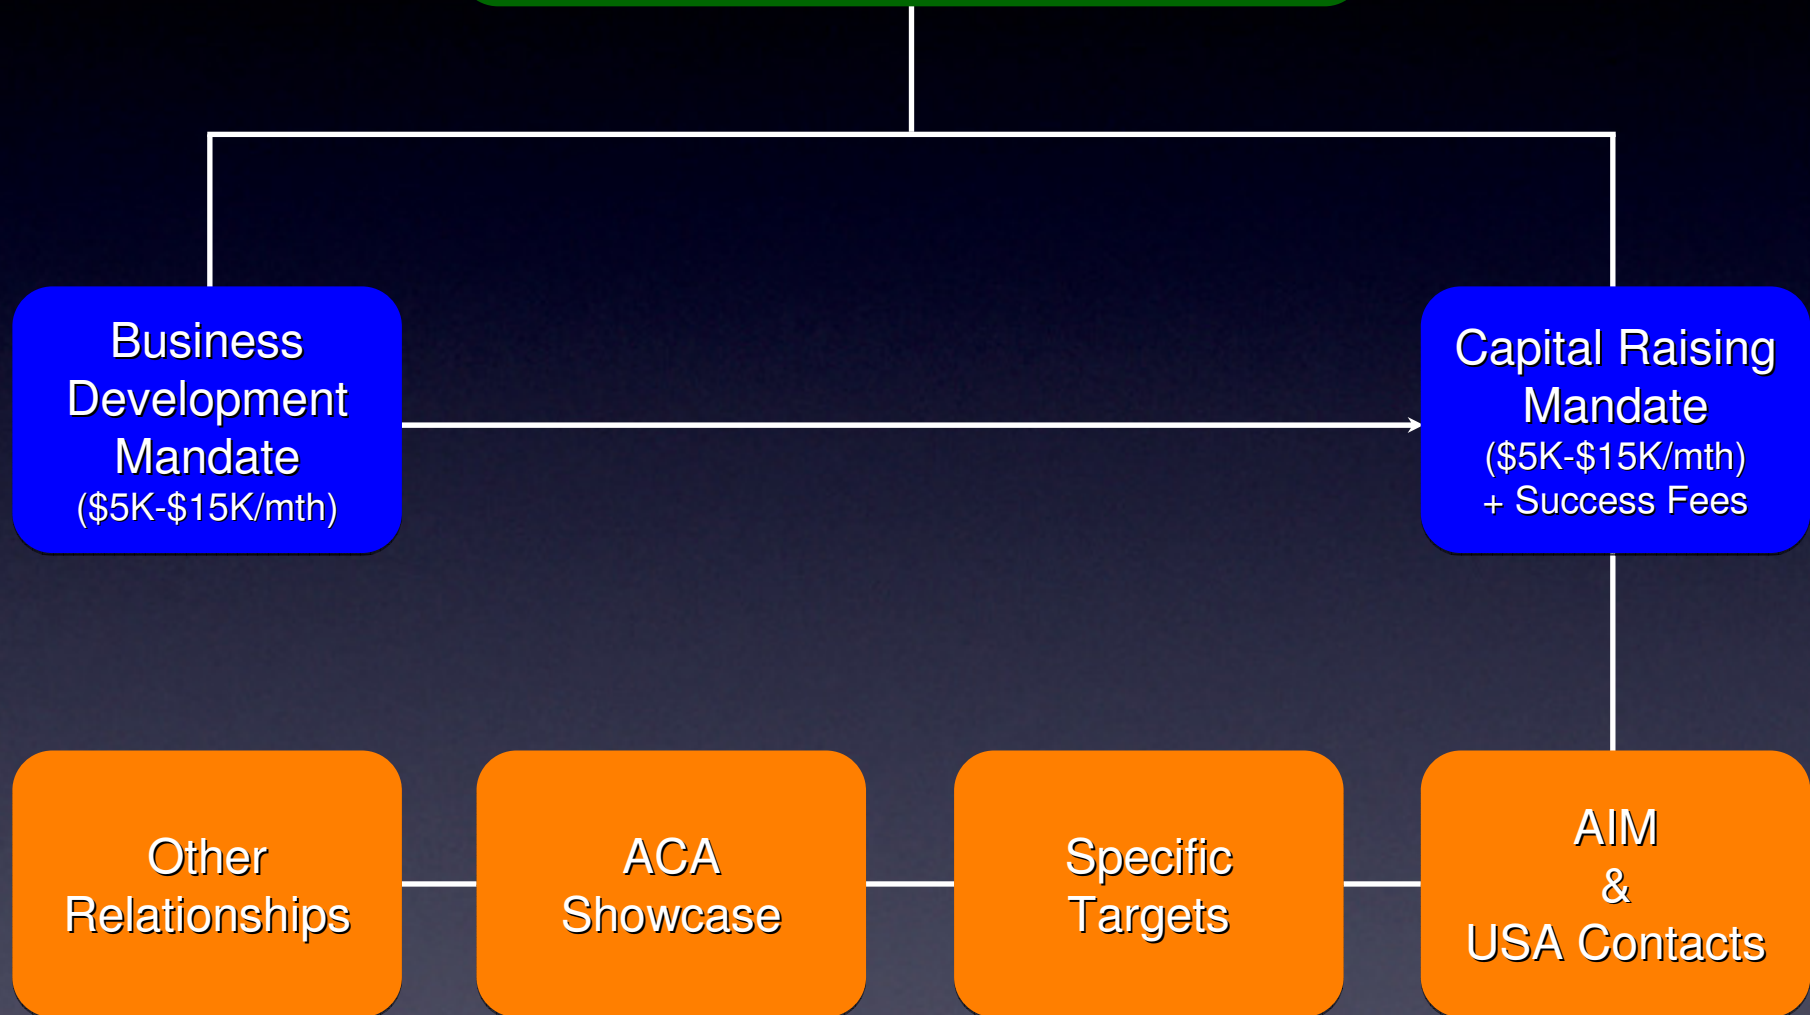 Business
Development
Mandate
($5K-$15K/mth)
Capital Raising
Mandate
($5K-$15K/mth)
+ Success Fees
Other
Relationships
ACA
Showcase
Specific
Targets
AIM
&
USA Contacts